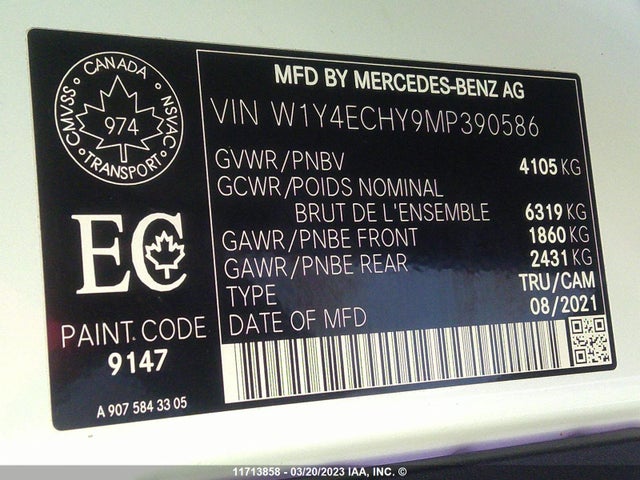 CANADA
CMVSS
NSVAC
974
TRANSPORT
EC
PAINT CODE
9147
A 907 584 33 05
MFD BY MERCEDES-BENZ AG
VIN W1Y4ECHY9MP390586
GVWR/PNBV 4105 KG
GCWR/POIDS NOMINAL
BRUT DE L'ENSEMBLE 6319 KG
GAWR/PNBE FRONT 1860 KG
GAWR/PNBE REAR 2431 KG
TYPE TRU/CAM
DATE OF MFD 08/2021
11713858 - 03/20/2023 IAA, INC. ©